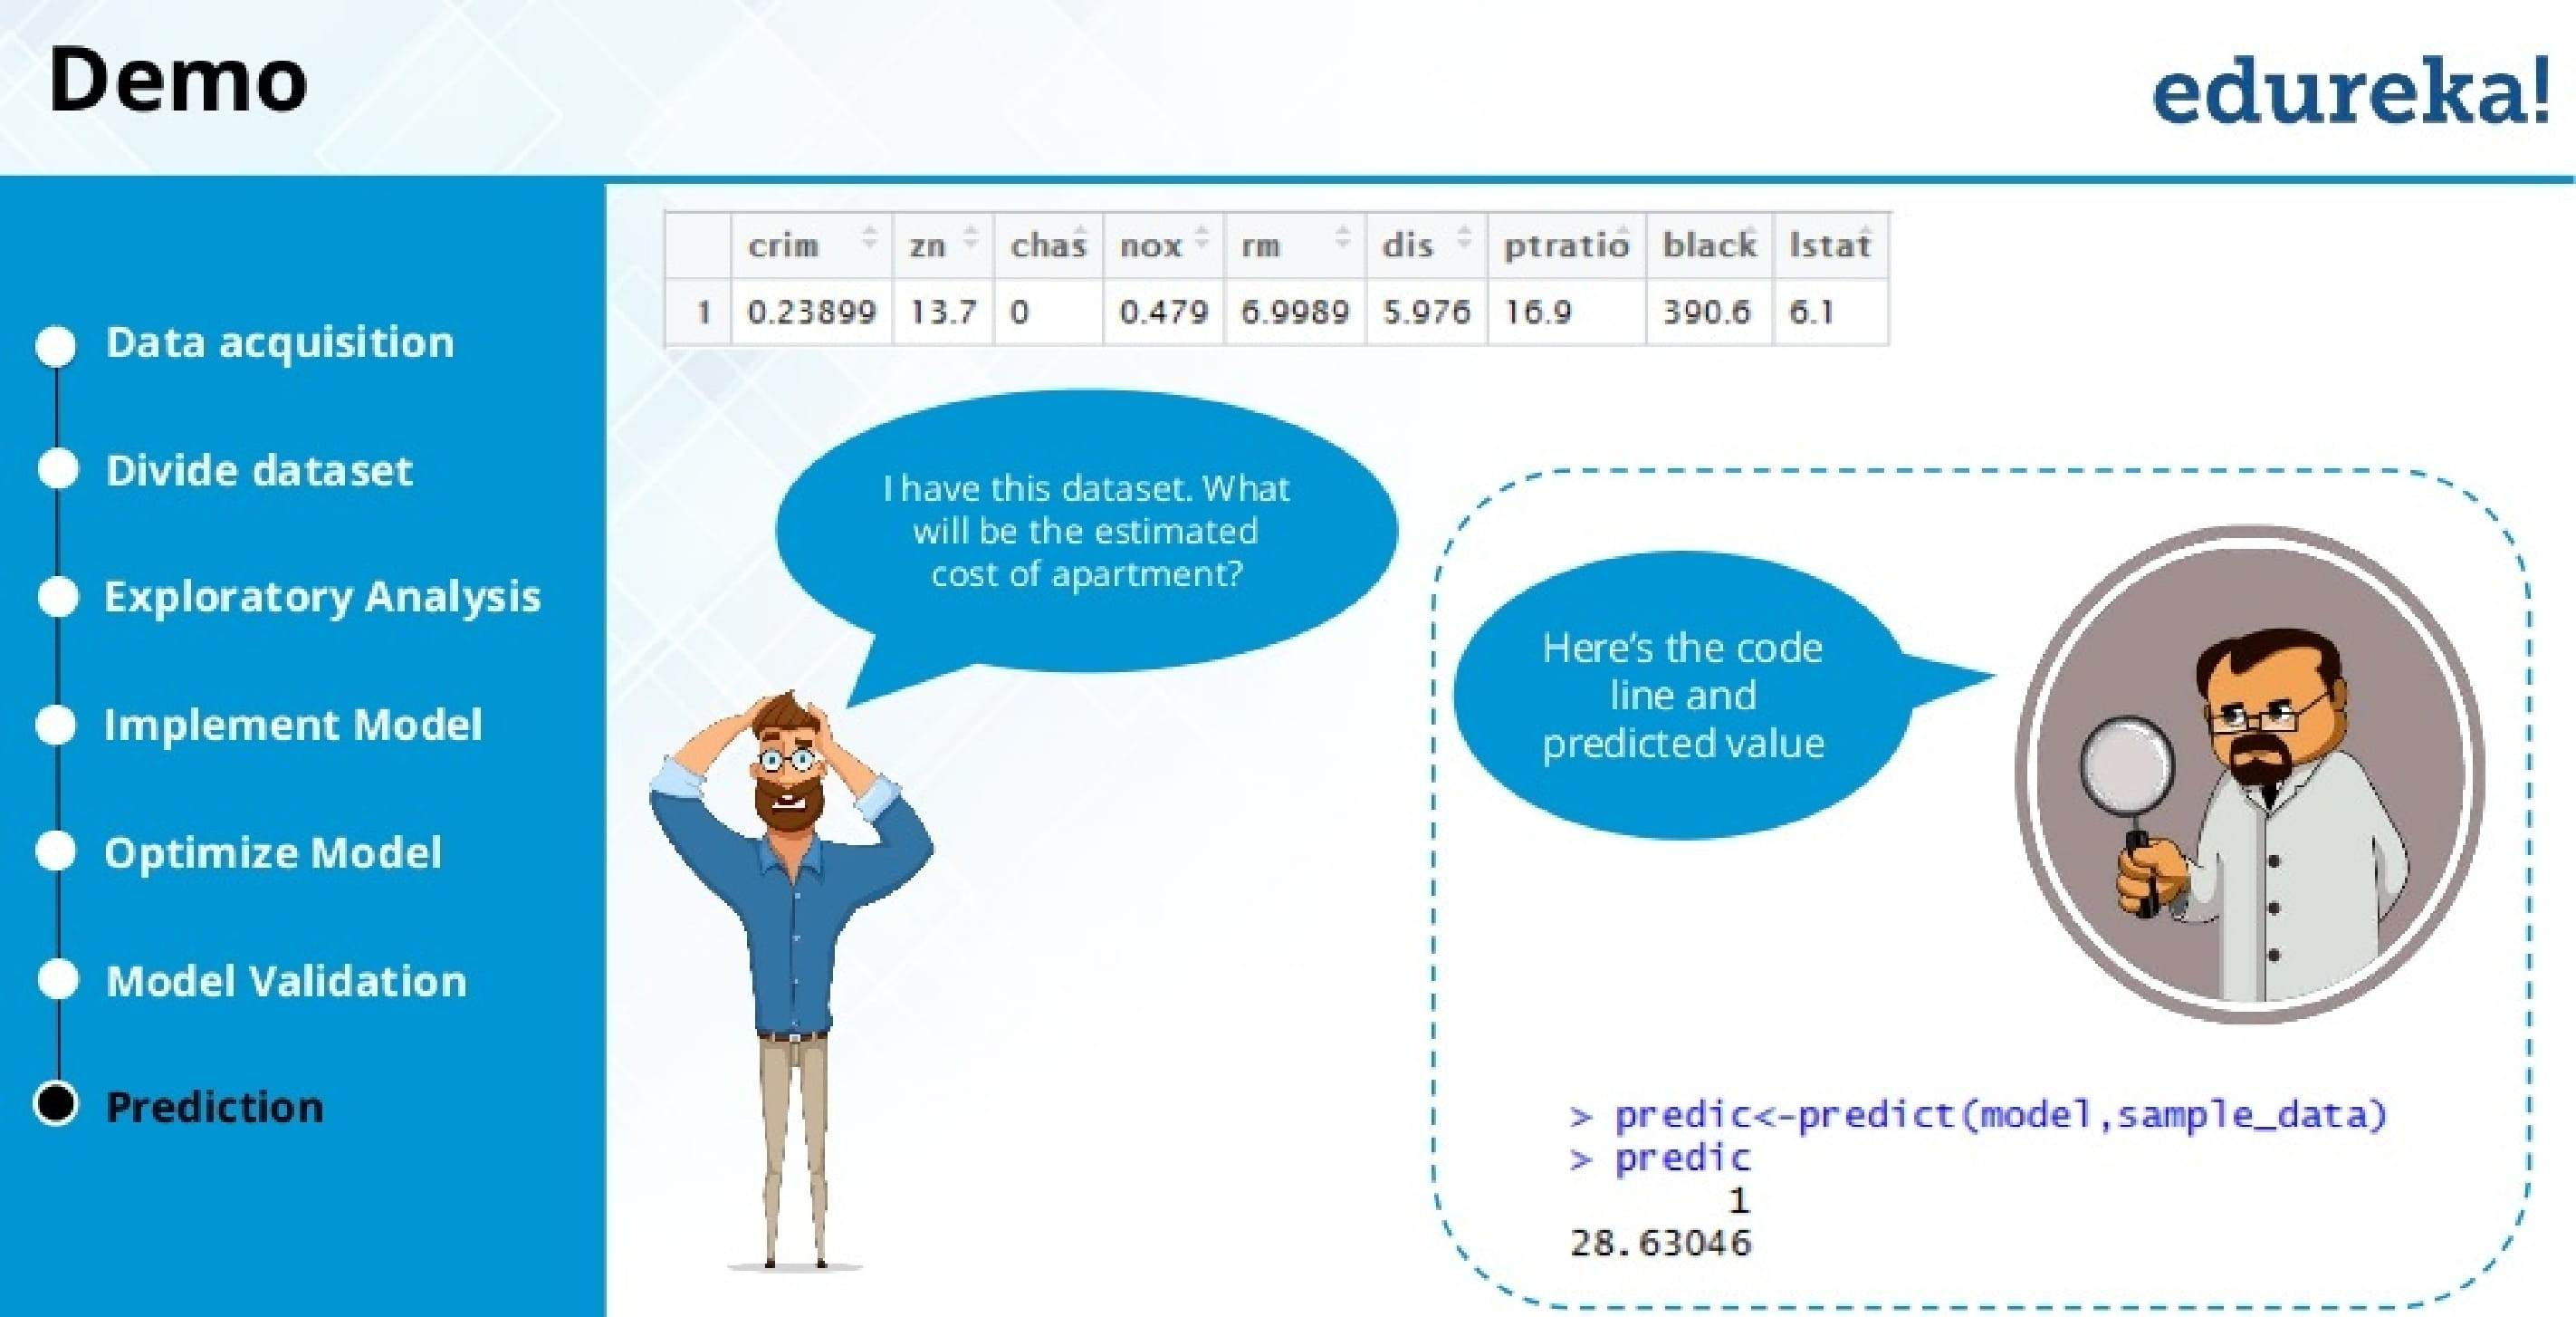 Demo
edureka!
Data acquisition
Divide dataset
Exploratory Analysis
Implement Model
Optimize Model
Model Validation
Prediction
crim zn chas nox rm dis ptratio black lstat
1 0.23899 13.7 0 0.479 6.9989 5.976 16.9 390.6 6.1
I have this dataset. What
will be the estimated
cost of apartment?
Here's the code
line and
predicted value
> predic<-predict(model,sample_data)
> predic
1
28.63046